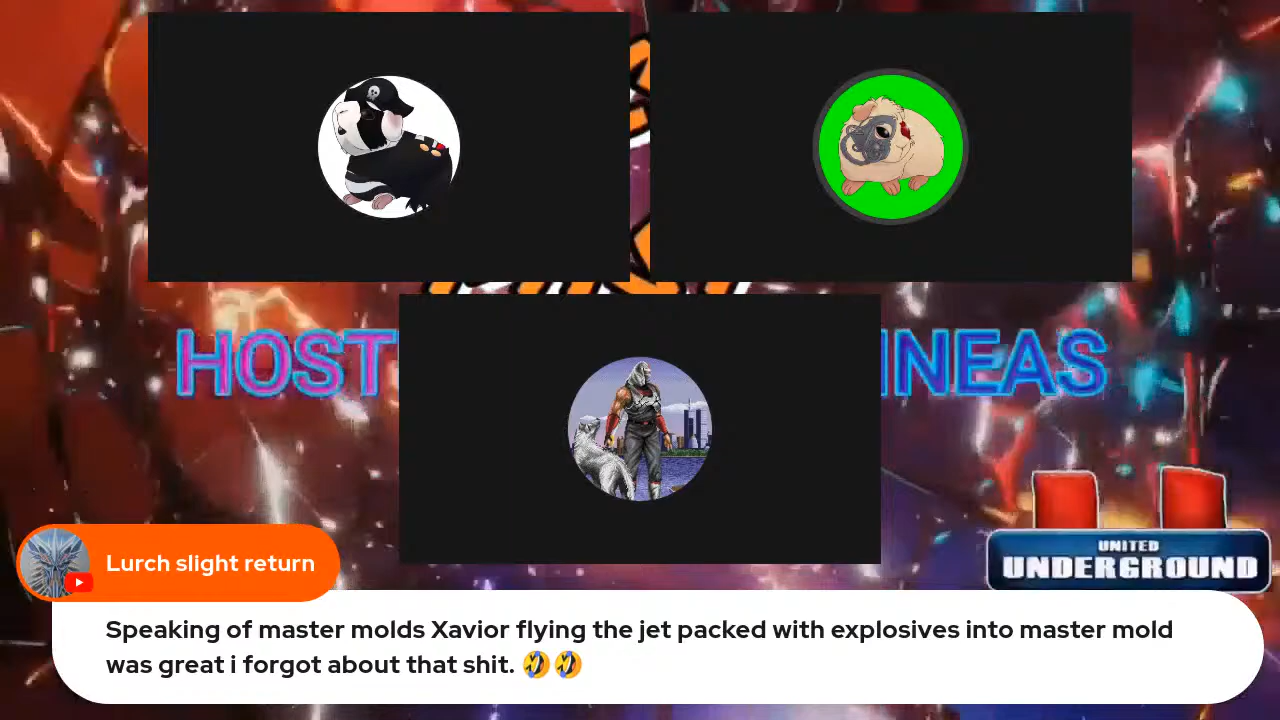 HOST
INEAS
UNITED
UNDERGROUND
Lurch slight return
Speaking of master molds Xavior flying the jet packed with explosives into master mold
was great i forgot about that shit. 🤣🤣